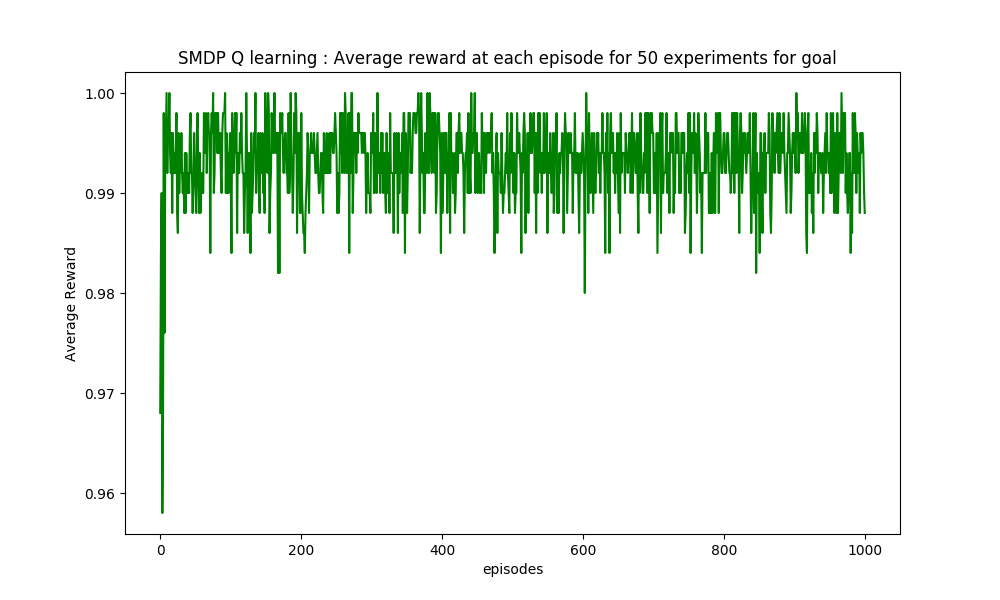 SMDP Q learning : Average reward at each episode for 50 experiments for goal
1.00
0.99
0.98
0.97
0.96
Average Reward
0 200 400 600 800 1000
episodes